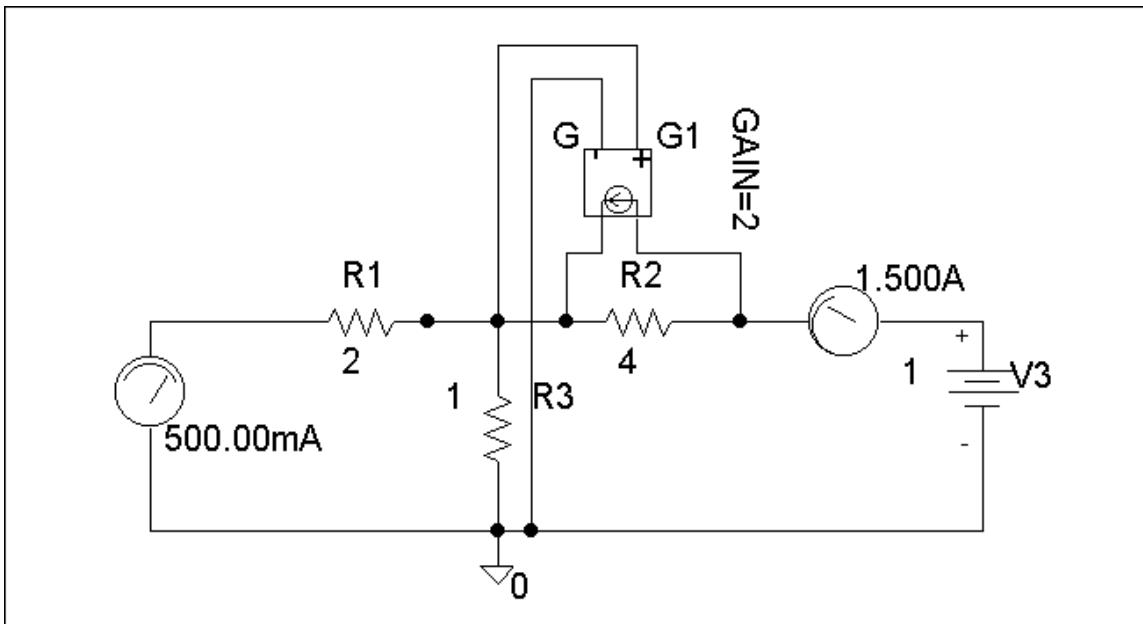 G G1
GAIN=2
R1
R2
1.500A
2
4
1 R3
1 V3
+
-
500.00mA
0
- +